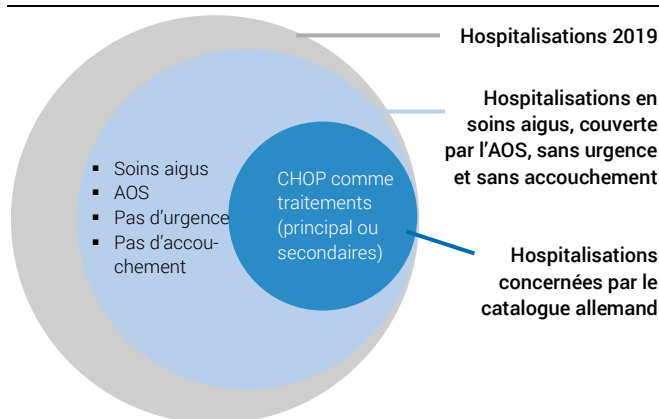 Hospitalisations 2019
Hospitalisations en
soins aigus, couverte
par l'AOS, sans urgence
et sans accouchement
▪ Soins aigus
▪ AOS
▪ Pas d'urgence
▪ Pas d'accou-
chement
CHOP comme
traitements
(principal ou
secondaires)
Hospitalisations
concernées par le
catalogue allemand